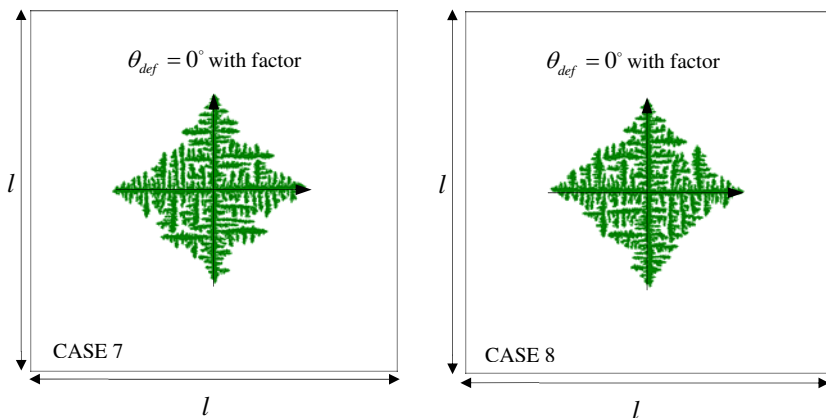 θ_def = 0° with factor
l
CASE 7
l
θ_def = 0° with factor
l
CASE 8
l